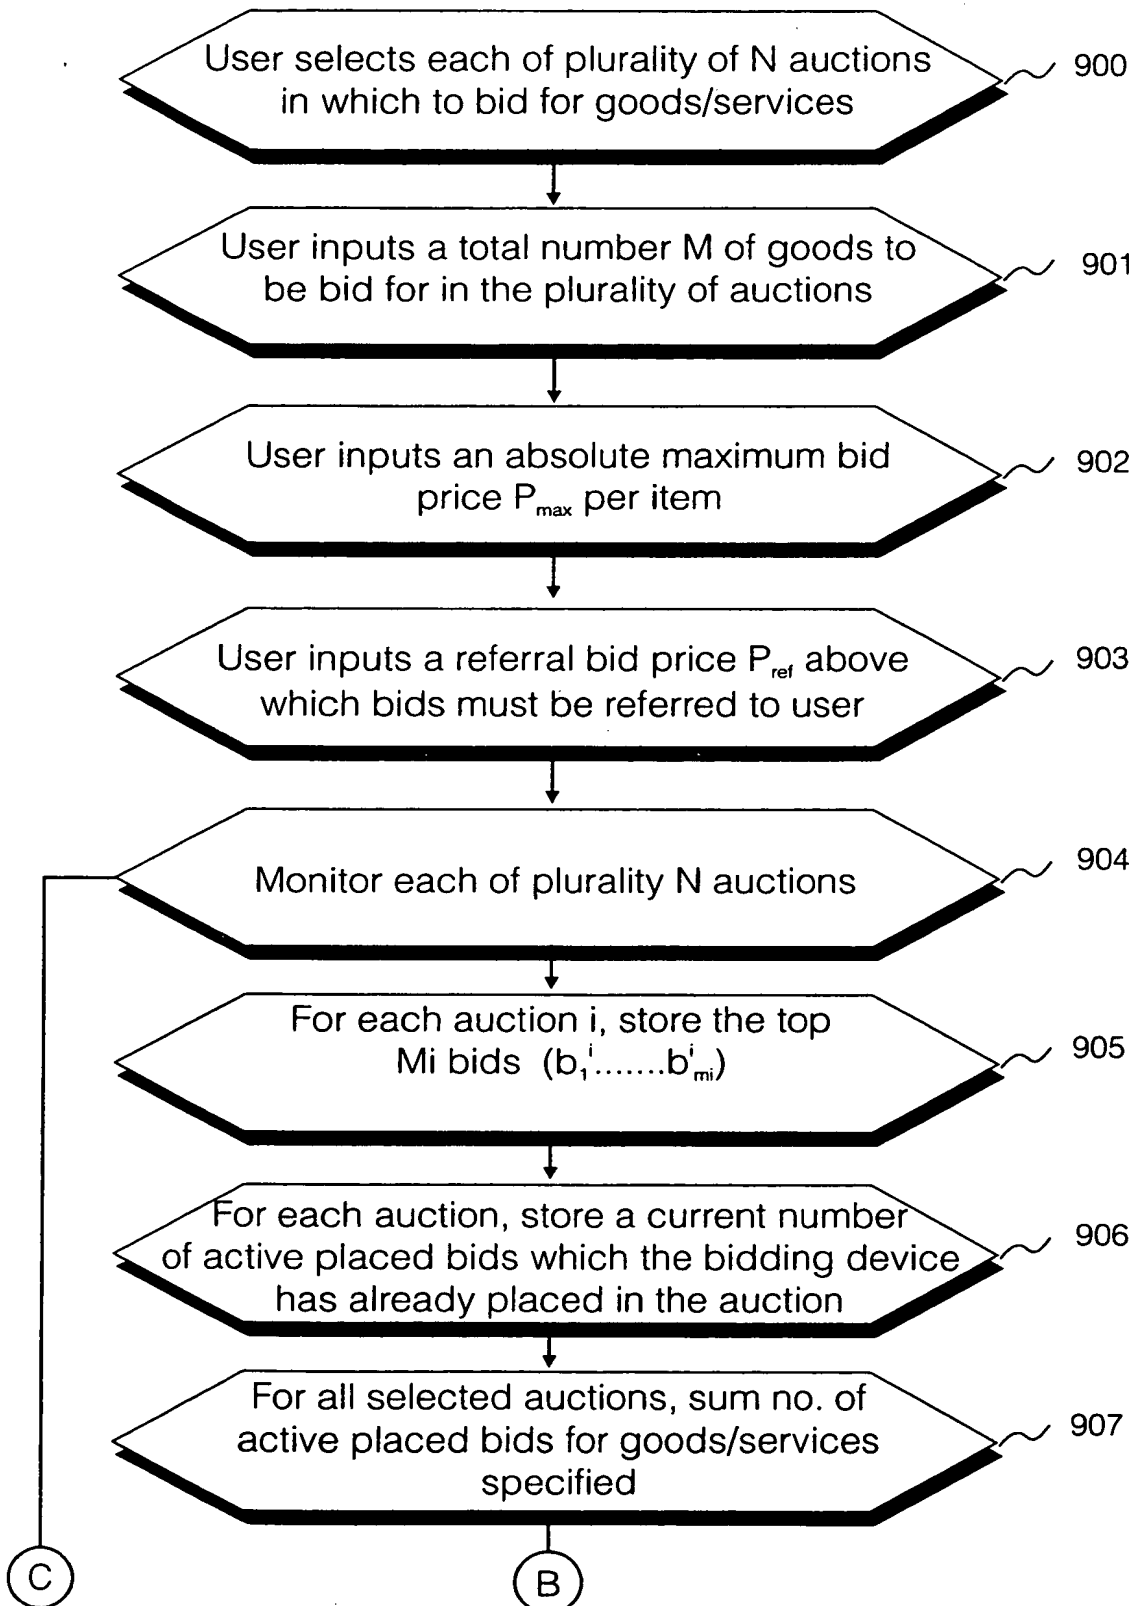 User selects each of plurality of N auctions
in which to bid for goods/services
900
User inputs a total number M of goods to
be bid for in the plurality of auctions
901
User inputs an absolute maximum bid
price Pmax per item
902
User inputs a referral bid price Pref above
which bids must be referred to user
903
Monitor each of plurality N auctions
904
For each auction i, store the top
Mi bids (b₁ⁱ.......bⁱmi)
905
For each auction, store a current number
of active placed bids which the bidding device
has already placed in the auction
906
For all selected auctions, sum no. of
active placed bids for goods/services
specified
907
C
B